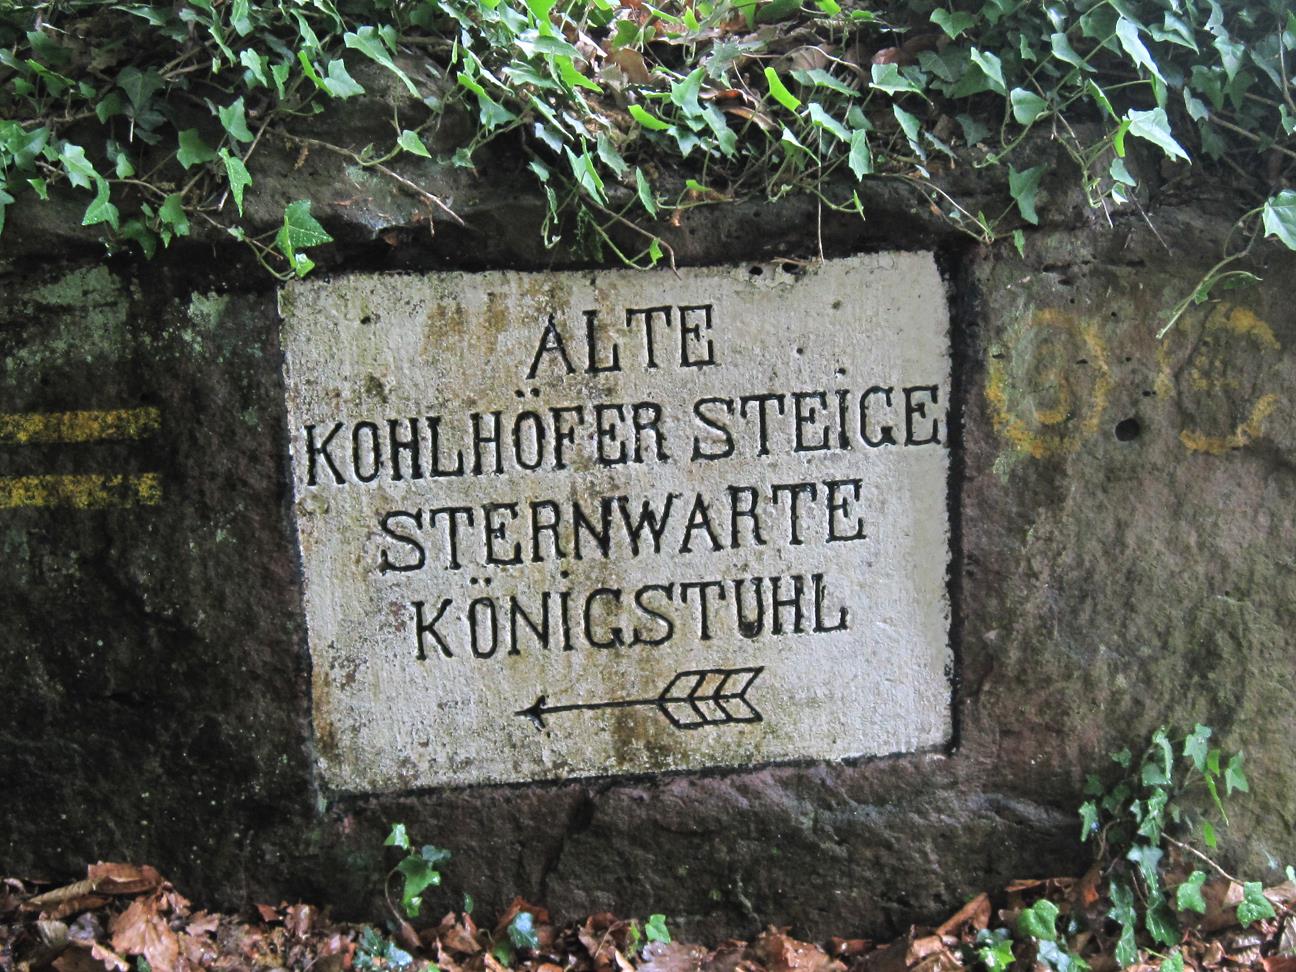 ALTE
KOHLHÖFER STEIGE
STERNWARTE
KÖNIGSTUHL